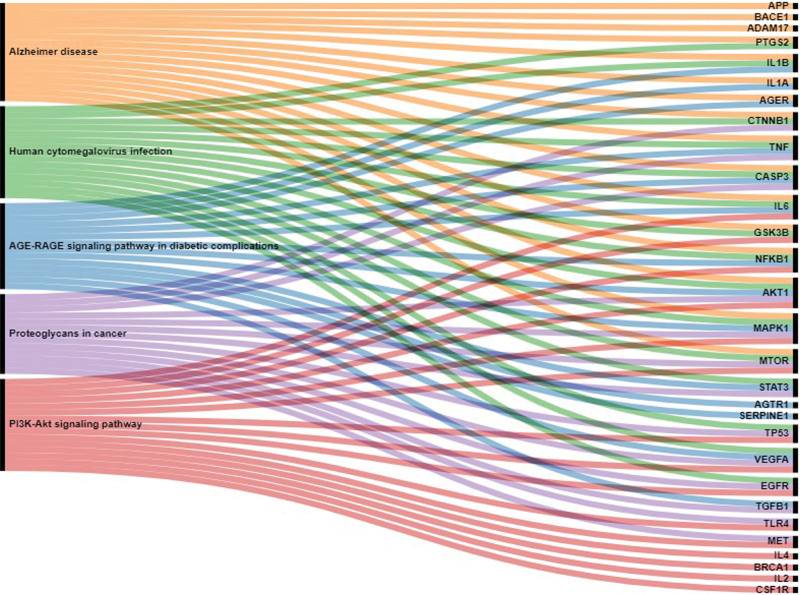 Alzheimer disease
Human cytomegalovirus infection
AGE-RAGE signaling pathway in diabetic complications
Proteoglycans in cancer
PI3K-Akt signaling pathway
APP
BACE1
ADAM17
PTGS2
IL1B
IL1A
AGER
CTNNB1
TNF
CASP3
IL6
GSK3B
NFKB1
AKT1
MAPK1
MTOR
STAT3
AGTR1
SERPINE1
TP53
VEGFA
EGFR
TGFB1
TLR4
MET
IL4
BRCA1
IL2
CSF1R